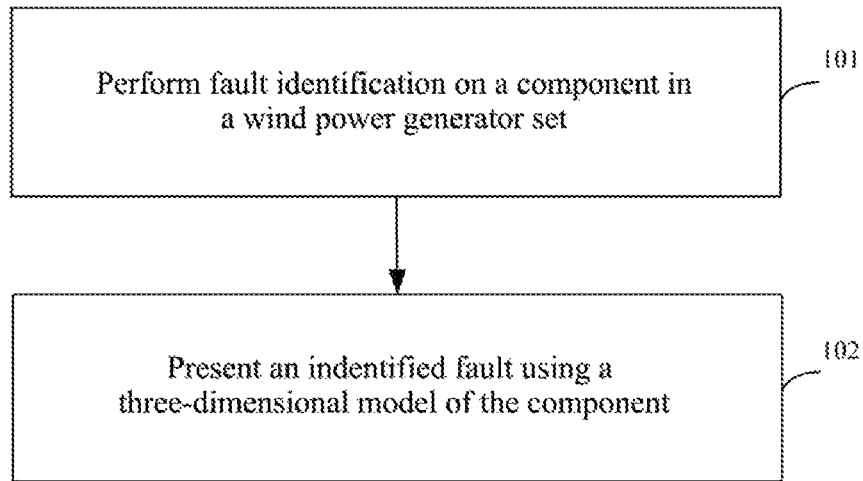 Perform fault identification on a component in
a wind power generator set
101
Present an indentified fault using a
three-dimensional model of the component
102